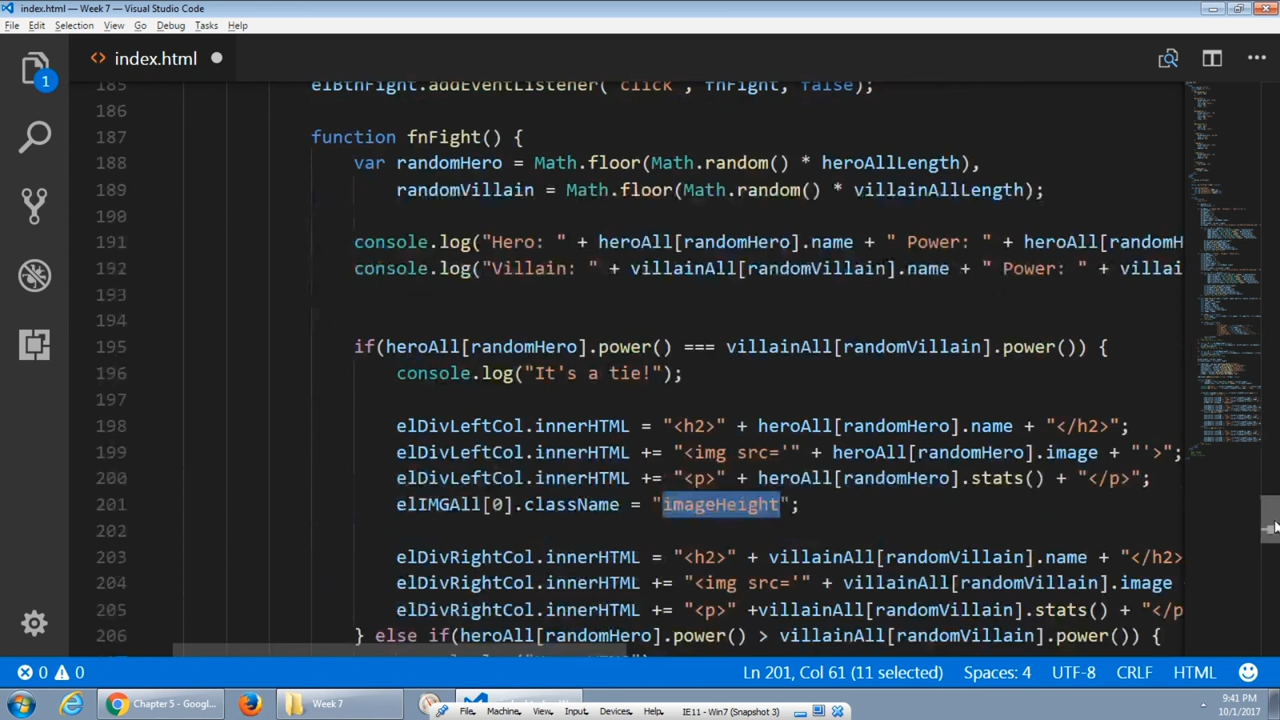 index.html — Week 7 - Visual Studio Code
File Edit Selection View Go Debug Tasks Help
1
<> index.html
185 elBtnFight.addEventListener("click", fnFight, false);
186
187 function fnFight() {
188 var randomHero = Math.floor(Math.random() * heroAllLength),
189 randomVillain = Math.floor(Math.random() * villainAllLength);
190
191 console.log("Hero: " + heroAll[randomHero].name + " Power: " + heroAll[randomH
192 console.log("Villain: " + villainAll[randomVillain].name + " Power: " + villai
193
194
195 if(heroAll[randomHero].power() === villainAll[randomVillain].power()) {
196 console.log("It's a tie!");
197
198 elDivLeftCol.innerHTML = "<h2>" + heroAll[randomHero].name + "</h2>";
199 elDivLeftCol.innerHTML += "<img src='" + heroAll[randomHero].image + "'>";
200 elDivLeftCol.innerHTML += "<p>" + heroAll[randomHero].stats() + "</p>";
201 elIMGAll[0].className = "imageHeight";
202
203 elDivRightCol.innerHTML = "<h2>" + villainAll[randomVillain].name + "</h2>
204 elDivRightCol.innerHTML += "<img src='" + villainAll[randomVillain].image
205 elDivRightCol.innerHTML += "<p>" +villainAll[randomVillain].stats() + "</p
206 } else if(heroAll[randomHero].power() > villainAll[randomVillain].power()) {
0 0 Ln 201, Col 61 (11 selected) Spaces: 4 UTF-8 CRLF HTML
Chapter 5 - Googl... Week 7
File, Machine, View, Input, Devices, Help, IE11 - Win7 (Snapshot 3)
9:41 PM
10/1/2017